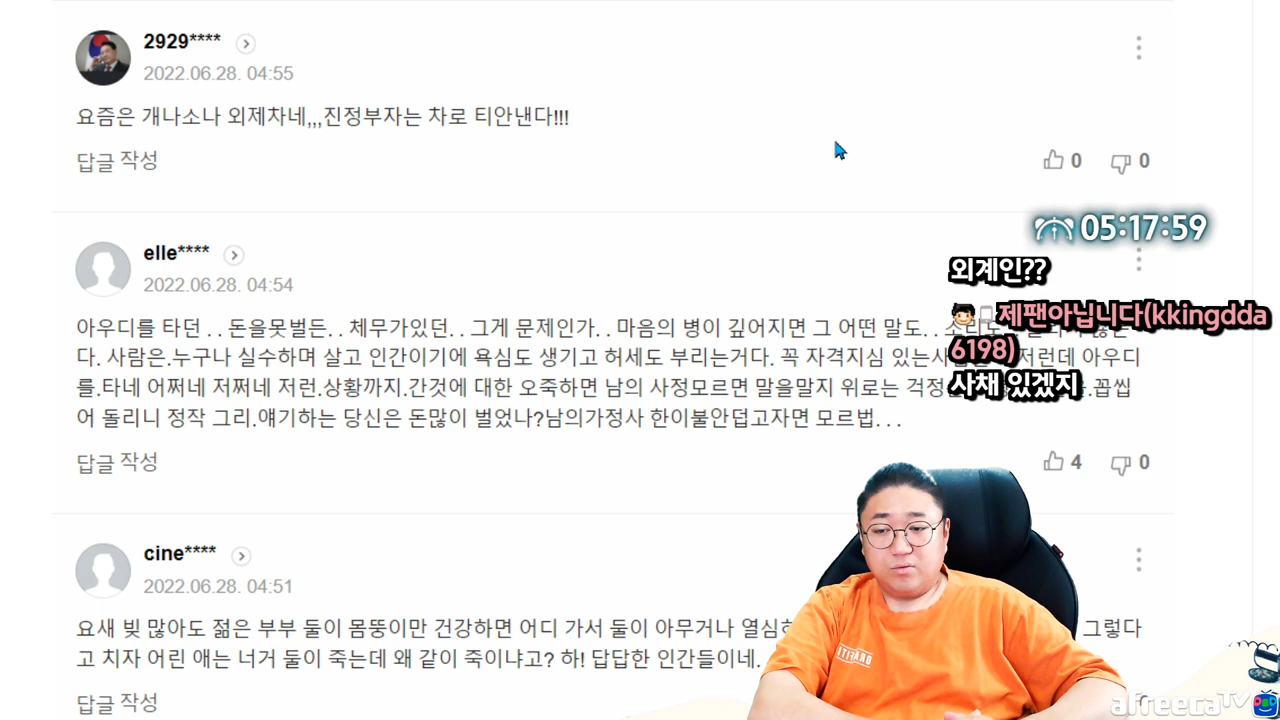 2929****
2022.06.28. 04:55
요즘은 개나소나 외제차네,,,진정부자는 차로 티안낸다!!!
답글 작성
0
0
05:17:59
elle****
2022.06.28. 04:54
외계인??
제팬아닙니다(kkingdda
6198)
사채 있겠지
아우디를 타던 . . 돈을못벌든. . 체무가있던. . 그게 문제인가. . 마음의 병이 깊어지면 그 어떤 말도. .
다. 사람은.누구나 실수하며 살고 인간이기에 욕심도 생기고 허세도 부리는거다. 꼭 자격지심 있는사 저런데 아우디
를.타네 어쩌네 저쩌네 저런.상황까지.간것에 대한 오죽하면 남의 사정모르면 말을말지 위로는 걱정 .꼽씹
어 돌리니 정작 그리.얘기하는 당신은 돈많이 벌었나?남의가정사 한이불안덥고자면 모르법. . .
답글 작성
4
0
cine****
2022.06.28. 04:51
요새 빚 많아도 젊은 부부 둘이 몸뚱이만 건강하면 어디 가서 둘이 아무거나 그렇다
고 치자 어린 애는 너거 둘이 죽는데 왜 같이 죽이냐고? 하! 답답한 인간들이네.
답글 작성
afreecaTV